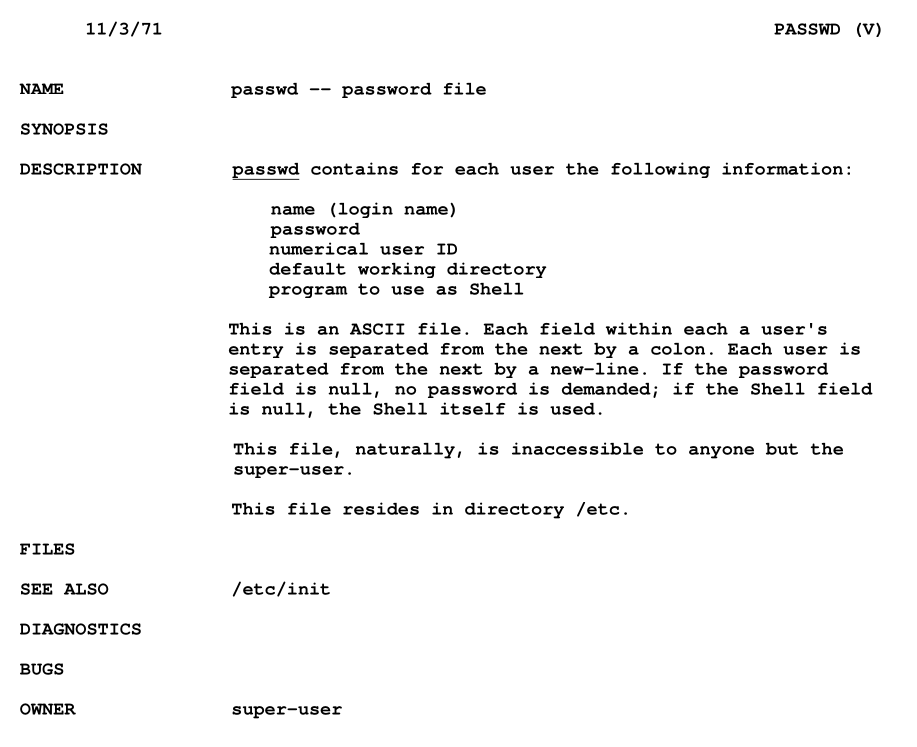 11/3/71 PASSWD (V)
NAME passwd -- password file
SYNOPSIS
DESCRIPTION passwd contains for each user the following information:
name (login name)
password
numerical user ID
default working directory
program to use as Shell
This is an ASCII file. Each field within each a user's
entry is separated from the next by a colon. Each user is
separated from the next by a new-line. If the password
field is null, no password is demanded; if the Shell field
is null, the Shell itself is used.
This file, naturally, is inaccessible to anyone but the
super-user.
This file resides in directory /etc.
FILES
SEE ALSO /etc/init
DIAGNOSTICS
BUGS
OWNER super-user